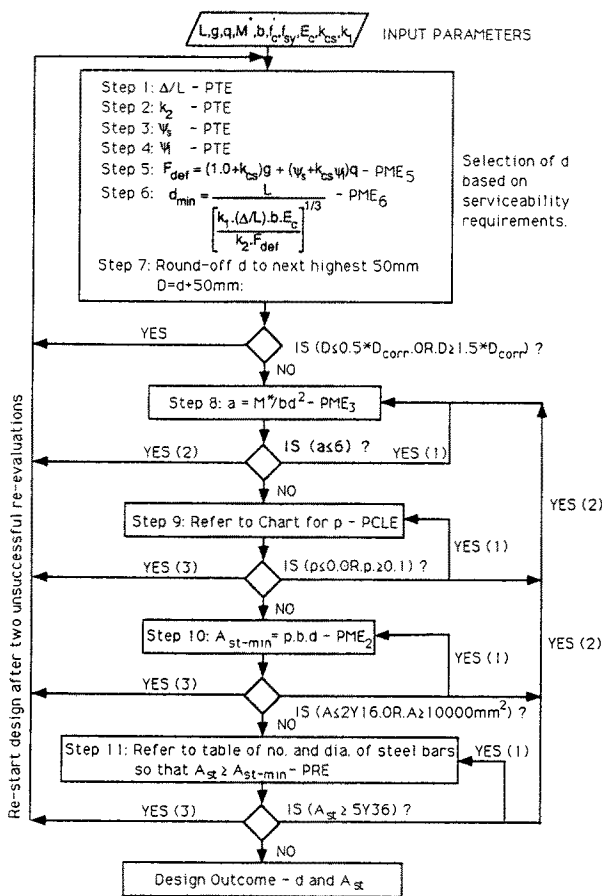 L,g,q,M*,b,f'c,fsy,Ec,kcs,k1
INPUT PARAMETERS
Step 1: Δ/L - PTE
Step 2: k2 - PTE
Step 3: ψs - PTE
Step 4: ψl - PTE
Step 5: Fdef = (1.0+kcs)g + (ψs+kcsψl)q - PME5
Step 6: dmin = L / [k1.(Δ/L).b.Ec / k2.Fdef]^1/3 - PME6
Step 7: Round-off d to next highest 50mm
D=d+50mm:
Selection of d
based on
serviceability
requirements.
YES
IS (D≤0.5*Dcorr.OR.D≥1.5*Dcorr) ?
NO
Step 8: a = M*/bd² - PME3
YES (2)
IS (a≤6) ?
YES (1)
NO
Step 9: Refer to Chart for p - PCLE
YES (1)
YES (2)
YES (3)
IS (p≤0.OR.p.≥0.1) ?
NO
Step 10: Ast-min = p.b.d - PME2
YES (1)
YES (2)
YES (3)
IS (A≤2Y16.OR.A≥10000mm²) ?
NO
Step 11: Refer to table of no. and dia. of steel bars
so that Ast ≥ Ast-min - PRE
YES (1)
YES (3)
IS (Ast ≥ 5Y36) ?
NO
Design Outcome - d and Ast
Re-start design after two unsuccessful re-evaluations